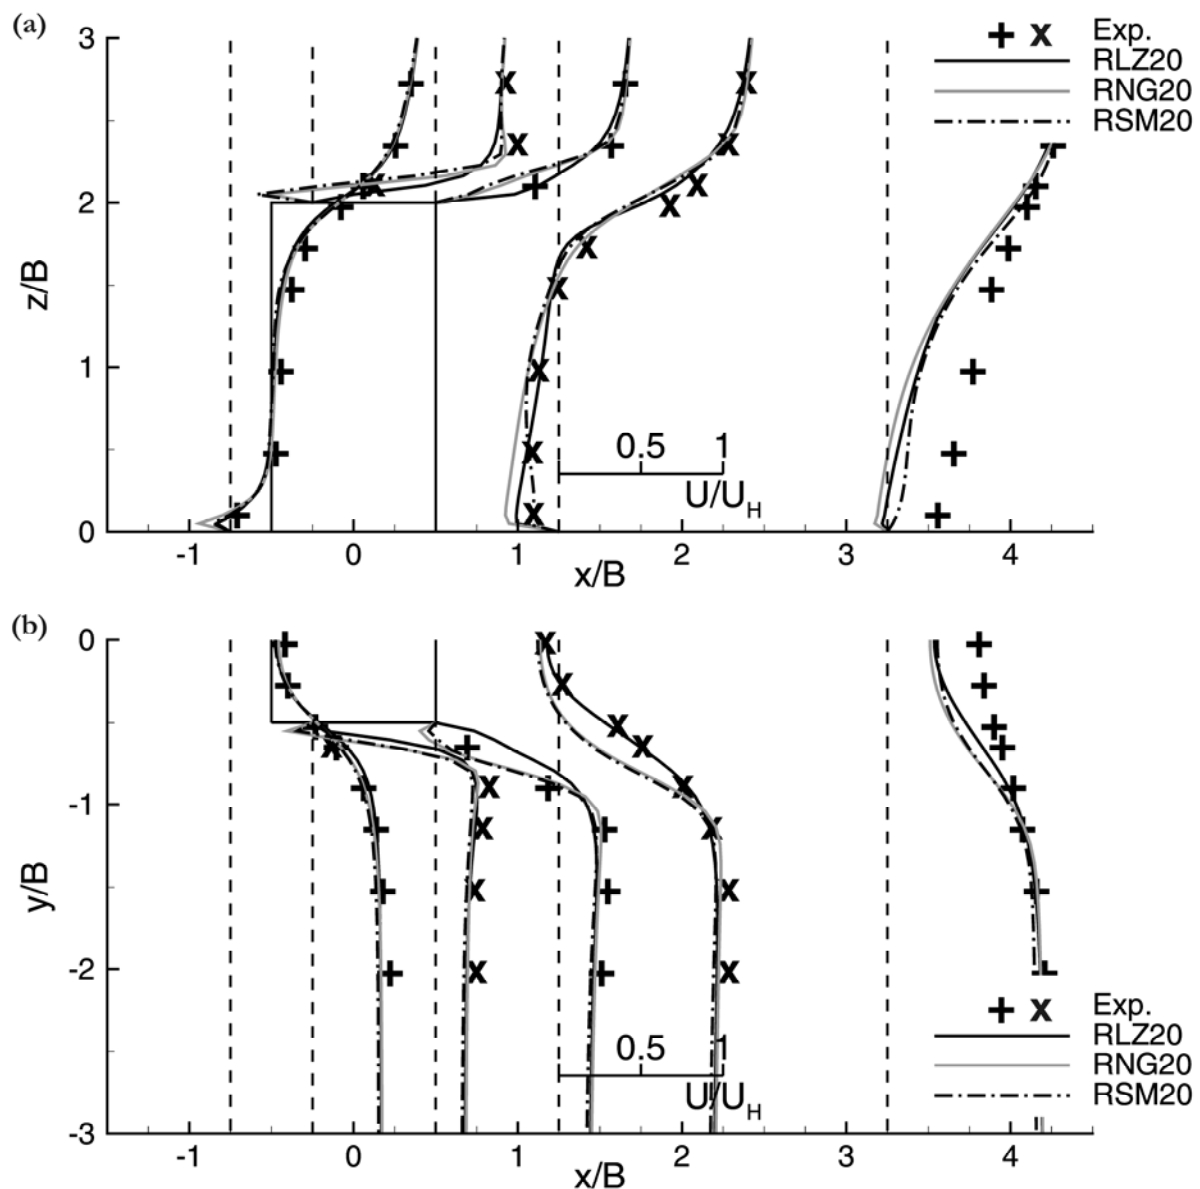 (a)
3
2
1
0
z/B
-1 0 1 2 3 4
x/B
0.5 1
U/U_H
Exp.
RLZ20
RNG20
RSM20
(b)
0
-1
-2
-3
y/B
-1 0 1 2 3 4
x/B
0.5 1
U/U_H
Exp.
RLZ20
RNG20
RSM20